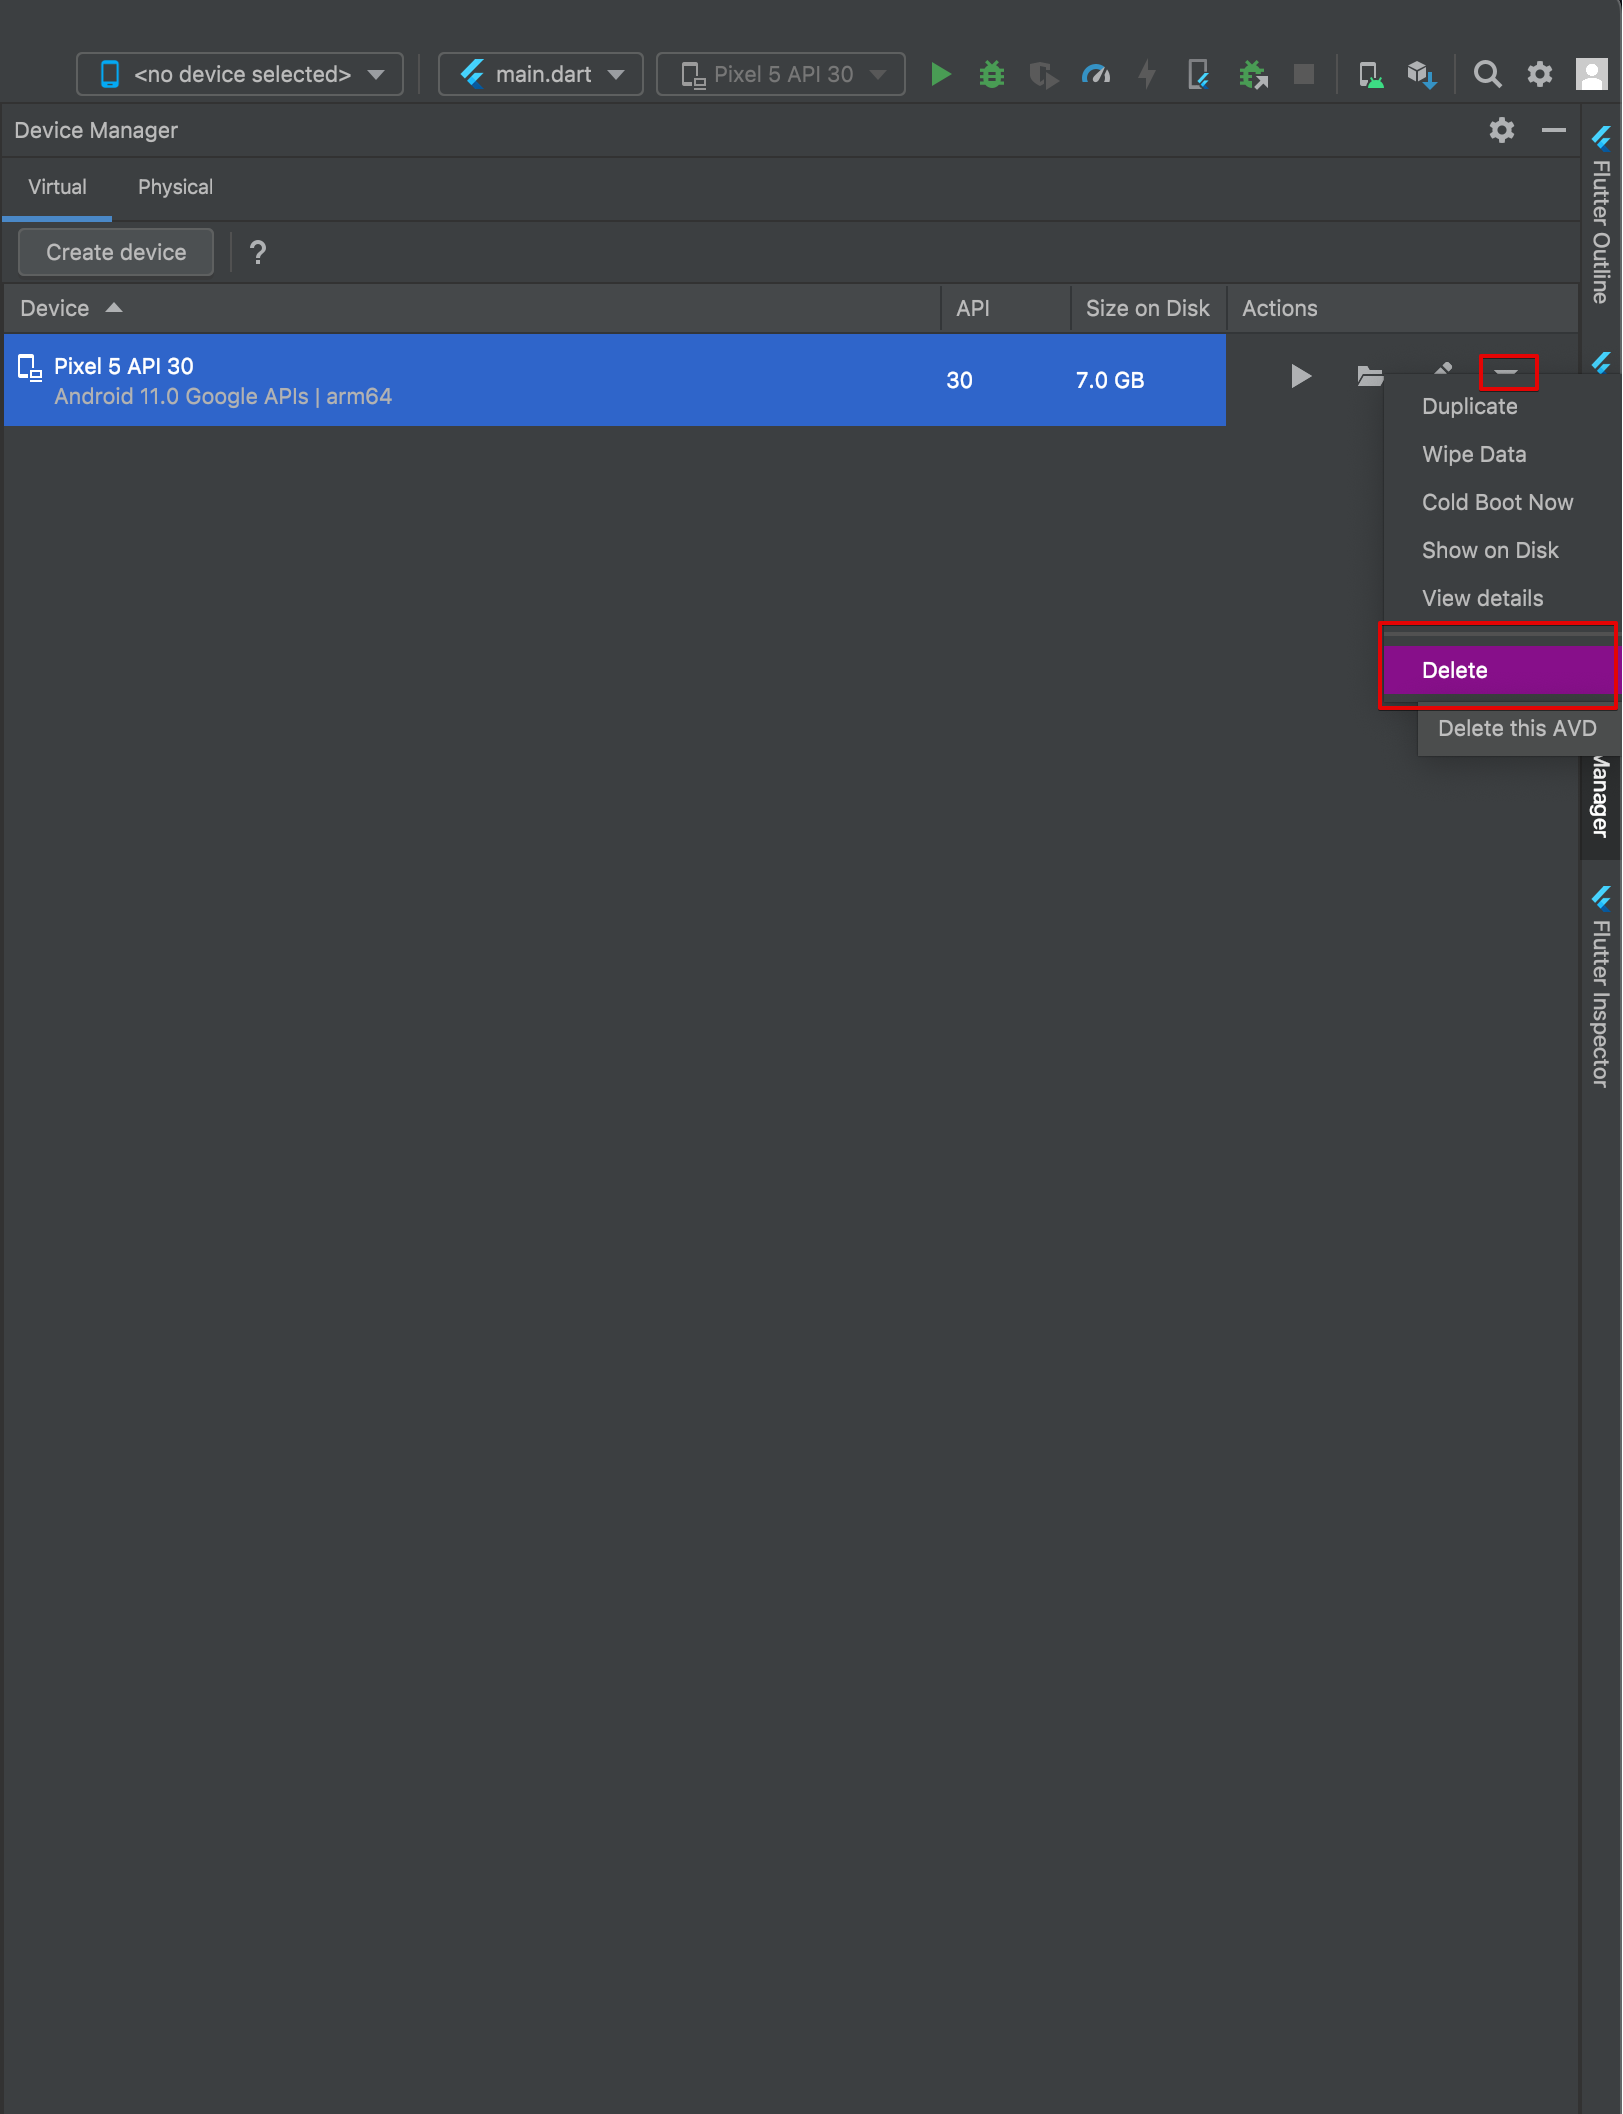 <no device selected>
main.dart
Pixel 5 API 30
Device Manager
Virtual
Physical
Create device
?
Device
API
Size on Disk
Actions
Pixel 5 API 30
Android 11.0 Google APIs | arm64
30
7.0 GB
Duplicate
Wipe Data
Cold Boot Now
Show on Disk
View details
Delete
Delete this AVD
Flutter Outline
Manager
Flutter Inspector